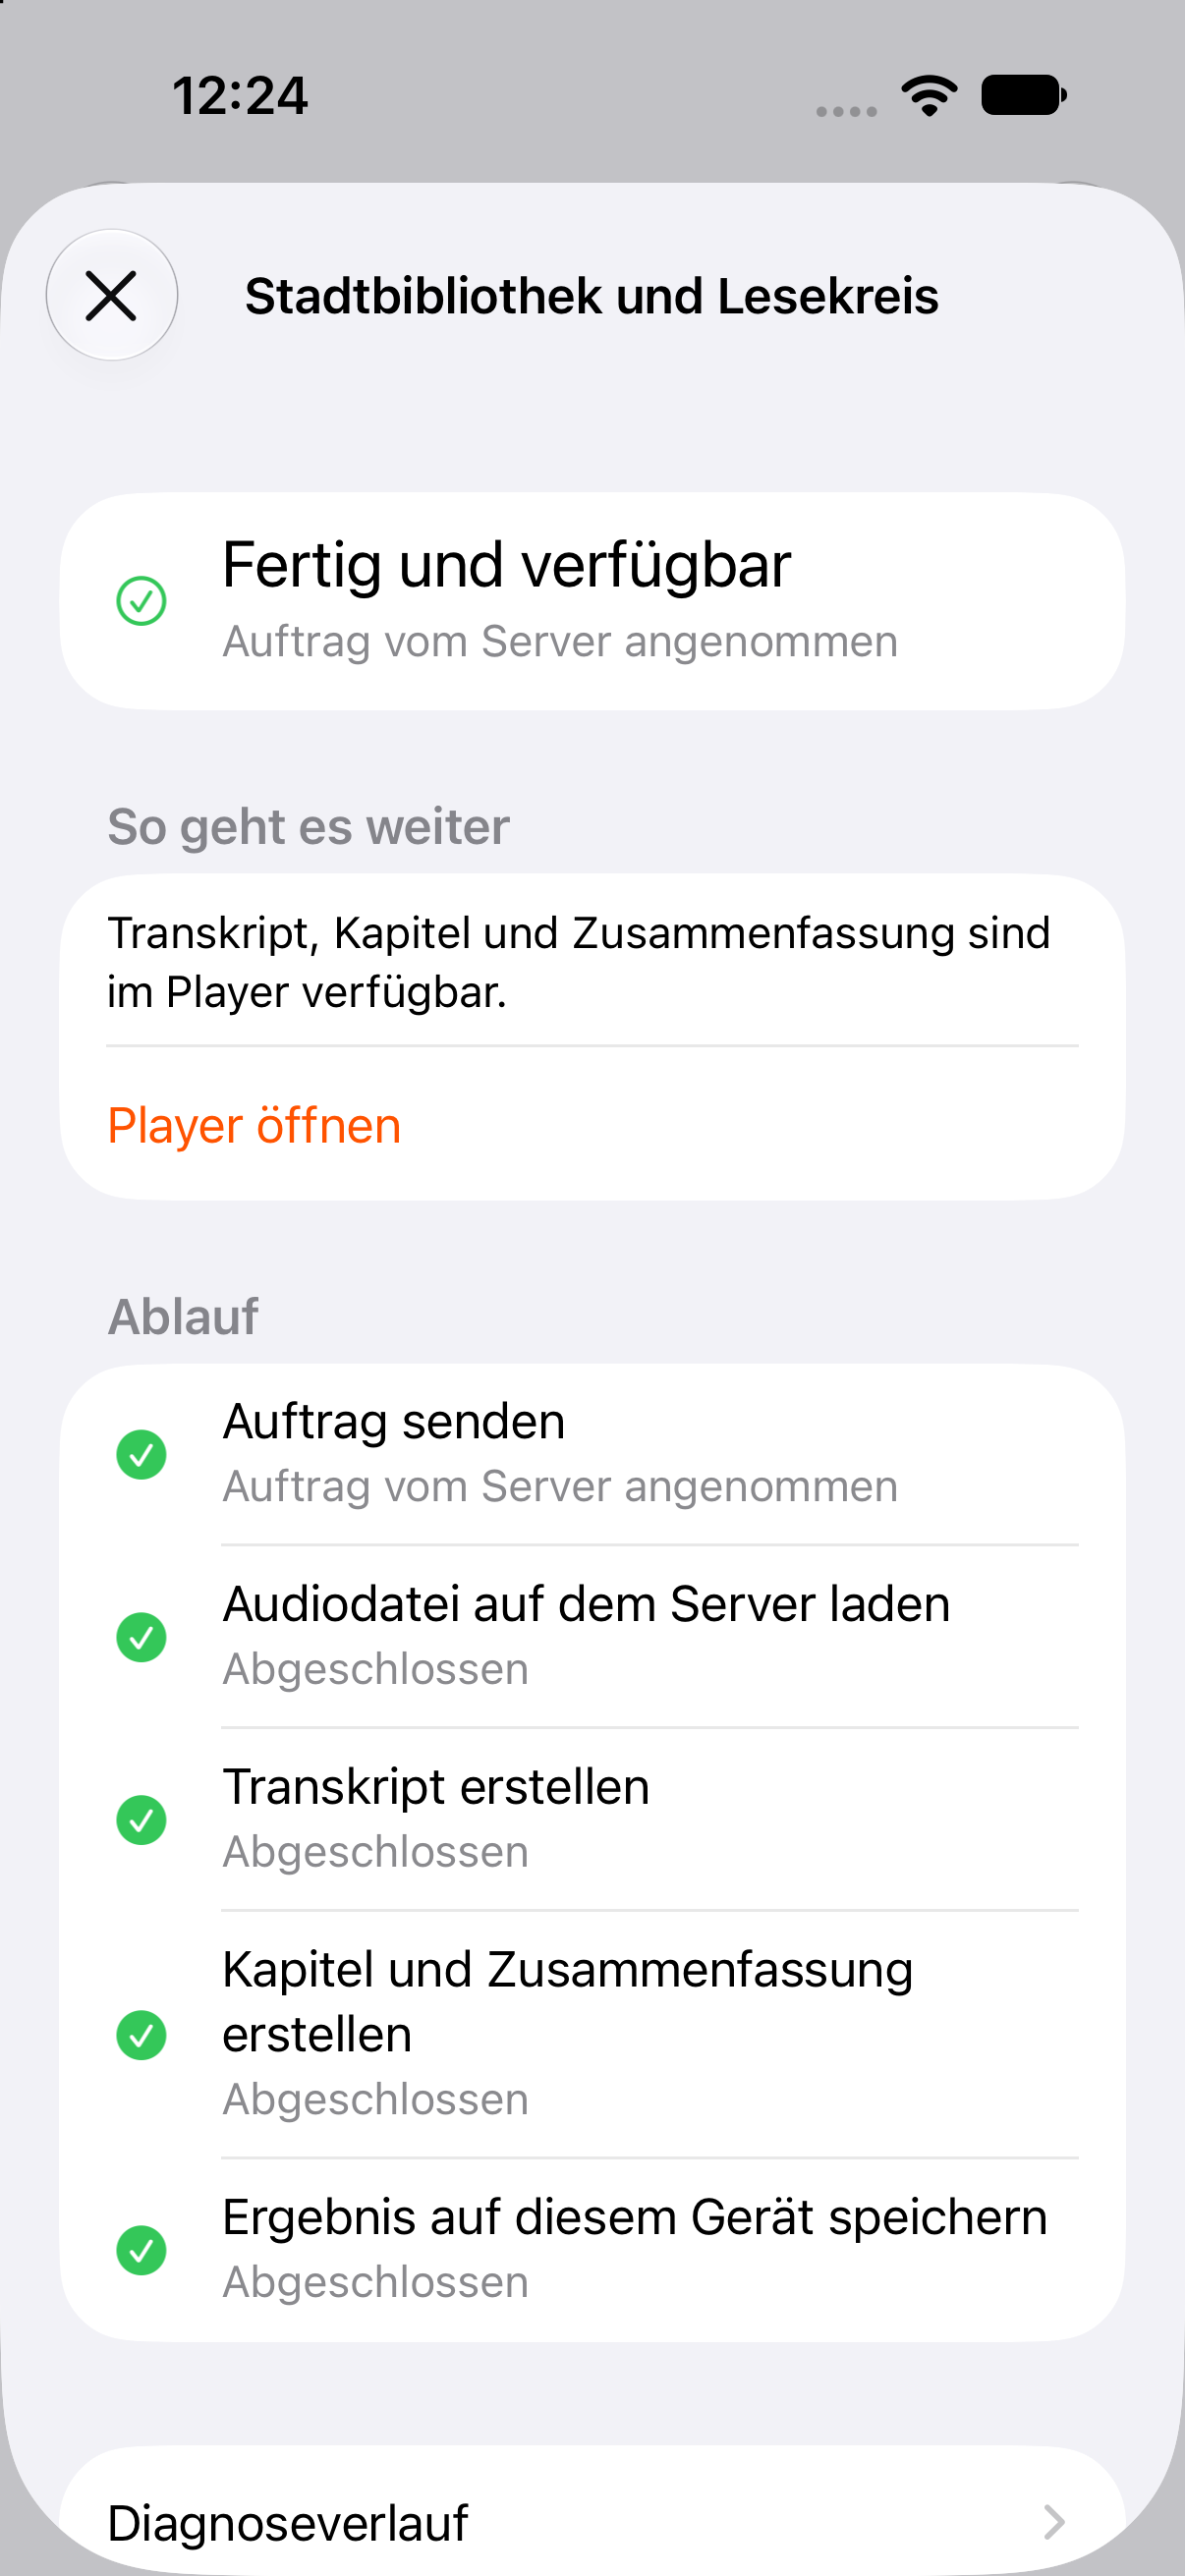 12:24
Stadtbibliothek und Lesekreis
Fertig und verfügbar
Auftrag vom Server angenommen
So geht es weiter
Transkript, Kapitel und Zusammenfassung sind
im Player verfügbar.
Player öffnen
Ablauf
Auftrag senden
Auftrag vom Server angenommen
Audiodatei auf dem Server laden
Abgeschlossen
Transkript erstellen
Abgeschlossen
Kapitel und Zusammenfassung
erstellen
Abgeschlossen
Ergebnis auf diesem Gerät speichern
Abgeschlossen
Diagnoseverlauf